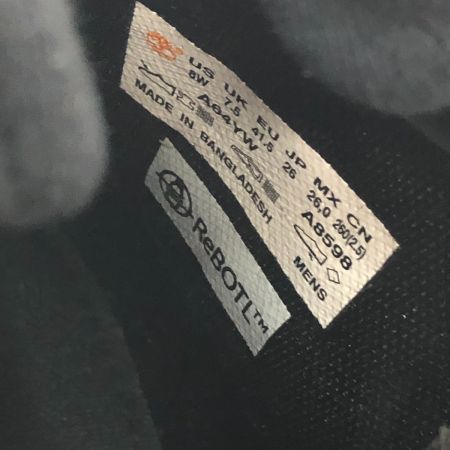 US UK EU JP MX CN
8W 7.5 41.5 26 26.0 260(2.5)
A64YW A8598
MADE IN BANGLADESH MENS
ReBOTL™